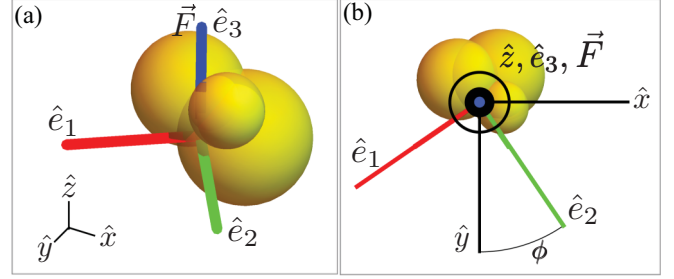 (a)
F⃗ ê₃
ê₁
ẑ
ŷ x̂
ê₂
(b)
ẑ, ê₃, F⃗
x̂
ê₁
ê₂
ŷ
ϕ